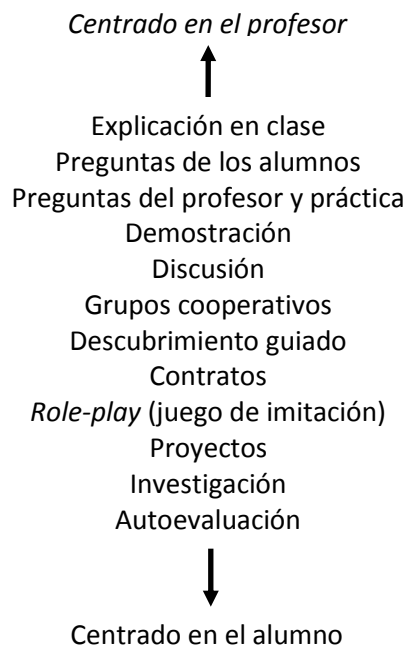 Centrado en el profesor
Explicación en clase
Preguntas de los alumnos
Preguntas del profesor y práctica
Demostración
Discusión
Grupos cooperativos
Descubrimiento guiado
Contratos
Role-play (juego de imitación)
Proyectos
Investigación
Autoevaluación
Centrado en el alumno